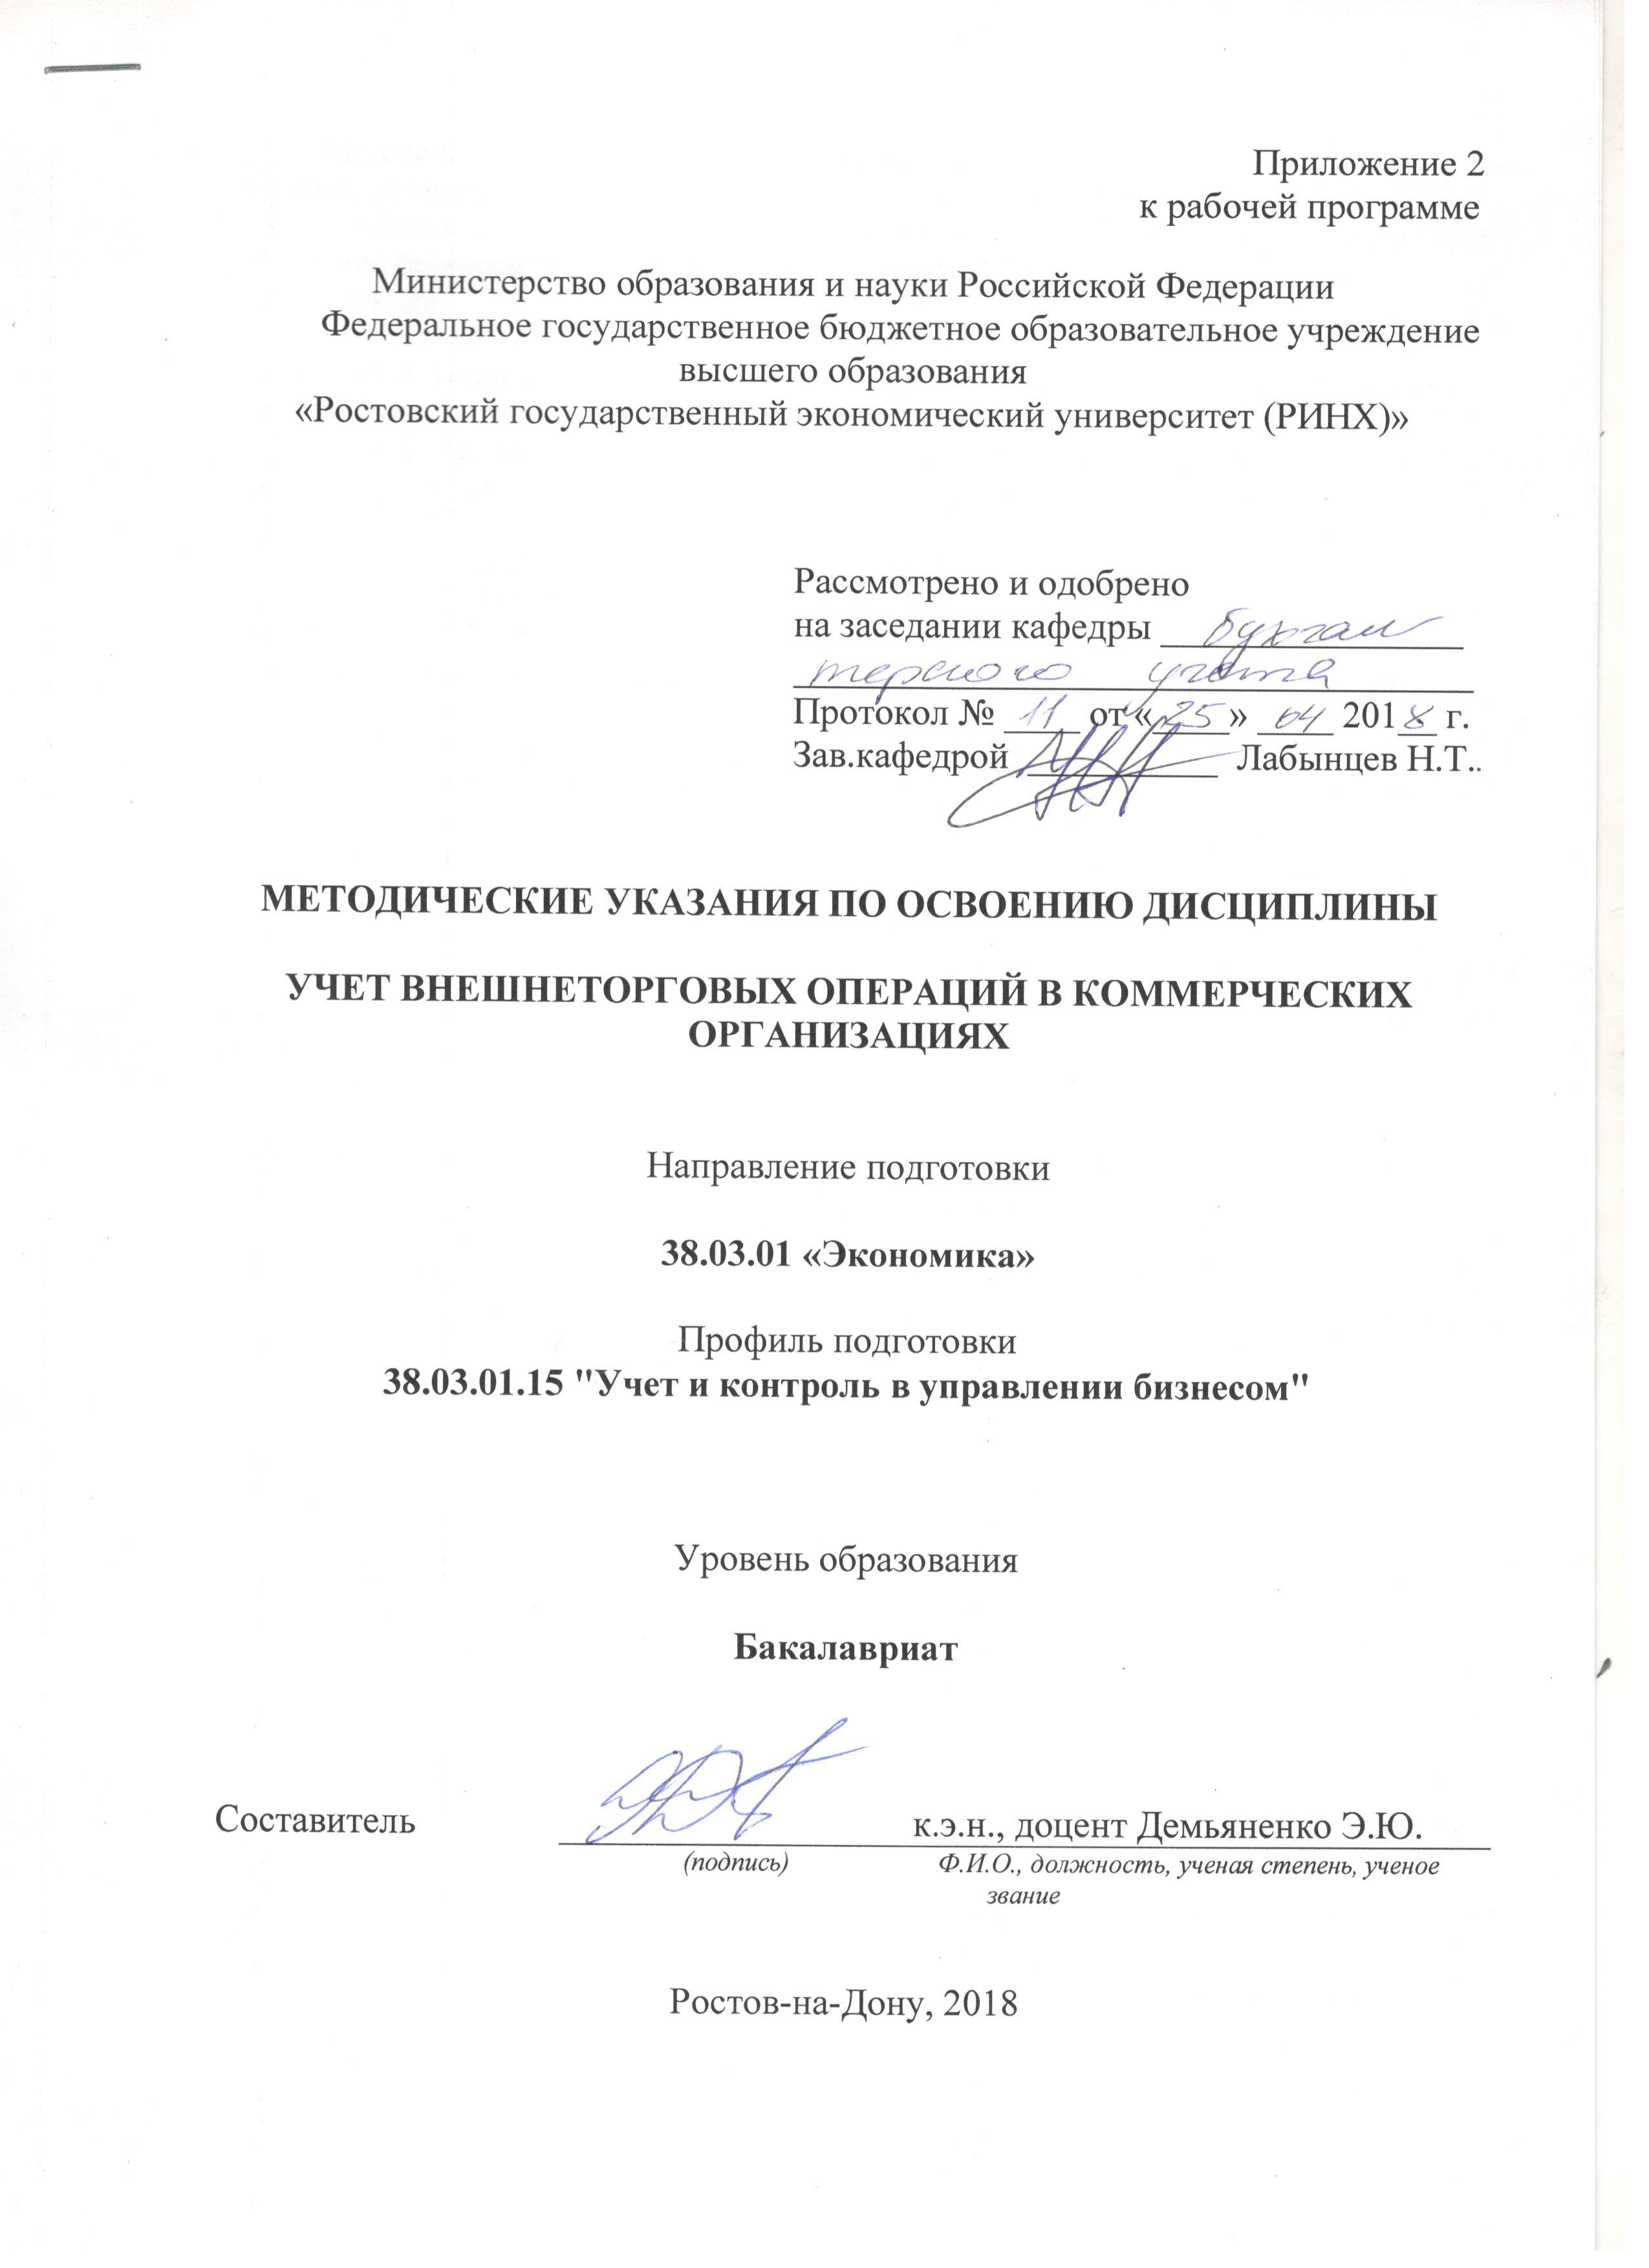 Приложение 2
к рабочей программе
Министерство образования и науки Российской Федерации
Федеральное государственное бюджетное образовательное учреждение
высшего образования
«Ростовский государственный экономический университет (РИНХ)»
Рассмотрено и одобрено
на заседании кафедры бухгал
терского учета
Протокол № 11 от «25» 04 2018 г.
Зав.кафедрой Лабынцев Н.Т..
МЕТОДИЧЕСКИЕ УКАЗАНИЯ ПО ОСВОЕНИЮ ДИСЦИПЛИНЫ
УЧЕТ ВНЕШНЕТОРГОВЫХ ОПЕРАЦИЙ В КОММЕРЧЕСКИХ
ОРГАНИЗАЦИЯХ
Направление подготовки
38.03.01 «Экономика»
Профиль подготовки
38.03.01.15 "Учет и контроль в управлении бизнесом"
Уровень образования
Бакалавриат
Составитель к.э.н., доцент Демьяненко Э.Ю.
(подпись) Ф.И.О., должность, ученая степень, ученое
звание
Ростов-на-Дону, 2018